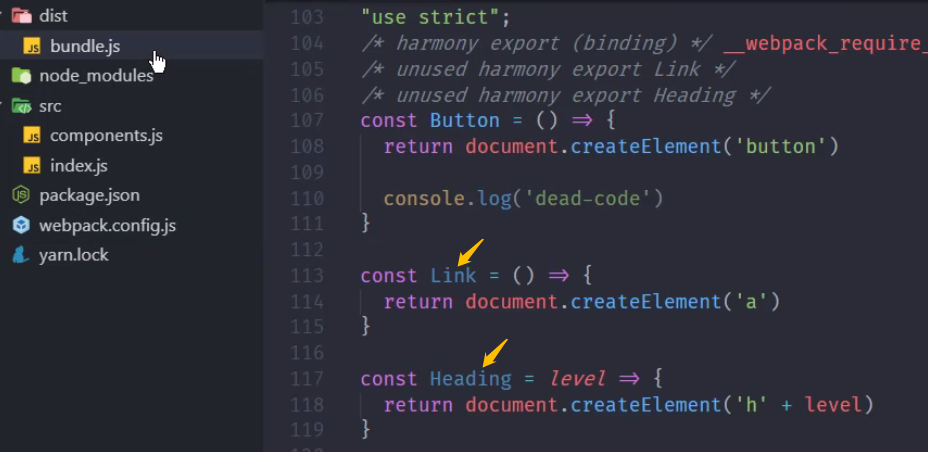 dist
bundle.js
node_modules
src
components.js
index.js
package.json
webpack.config.js
yarn.lock
103 "use strict";
104 /* harmony export (binding) */ __webpack_require_
105 /* unused harmony export Link */
106 /* unused harmony export Heading */
107 const Button = () => {
108 return document.createElement('button')
109
110 console.log('dead-code')
111 }
112
113 const Link = () => {
114 return document.createElement('a')
115 }
116
117 const Heading = level => {
118 return document.createElement('h' + level)
119 }